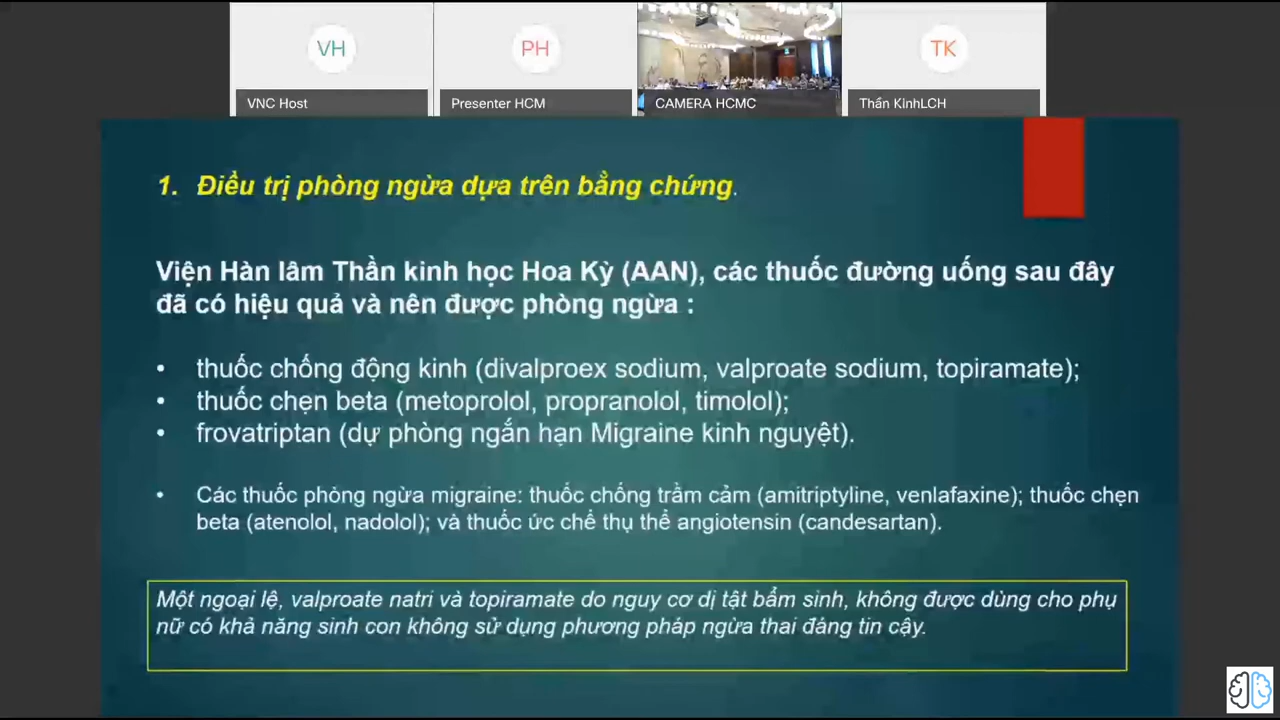 VH
PH
TK
VNC Host
Presenter HCM
CAMERA HCMC
Thần KinhLCH
1. Điều trị phòng ngừa dựa trên bằng chứng.
Viện Hàn lâm Thần kinh học Hoa Kỳ (AAN), các thuốc đường uống sau đây
đã có hiệu quả và nên được phòng ngừa :
• thuốc chống động kinh (divalproex sodium, valproate sodium, topiramate);
• thuốc chẹn beta (metoprolol, propranolol, timolol);
• frovatriptan (dự phòng ngắn hạn Migraine kinh nguyệt).
• Các thuốc phòng ngừa migraine: thuốc chống trầm cảm (amitriptyline, venlafaxine); thuốc chẹn
beta (atenolol, nadolol); và thuốc ức chế thụ thể angiotensin (candesartan).
Một ngoại lệ, valproate natri và topiramate do nguy cơ dị tật bẩm sinh, không được dùng cho phụ
nữ có khả năng sinh con không sử dụng phương pháp ngừa thai đáng tin cậy.